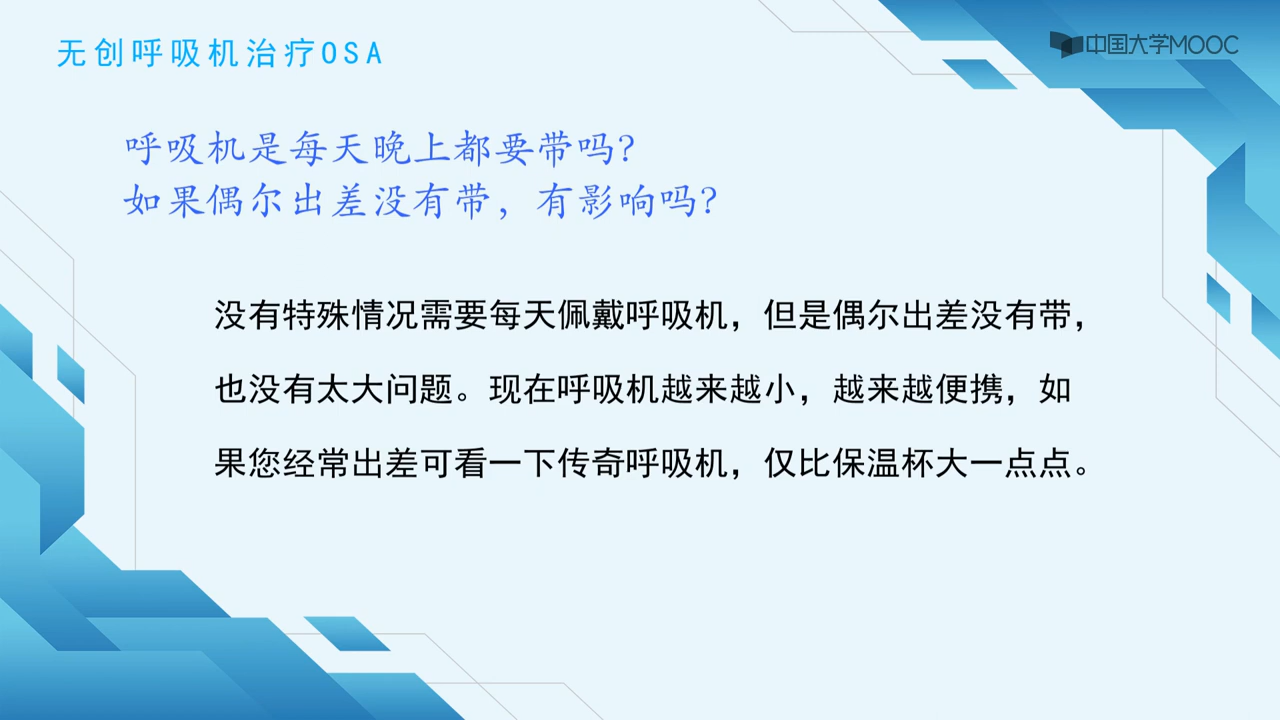 无创呼吸机治疗OSA
中国大学MOOC
呼吸机是每天晚上都要带吗？
如果偶尔出差没有带，有影响吗？
没有特殊情况需要每天佩戴呼吸机，但是偶尔出差没有带，
也没有太大问题。现在呼吸机越来越小，越来越便携，如
果您经常出差可看一下传奇呼吸机，仅比保温杯大一点点。